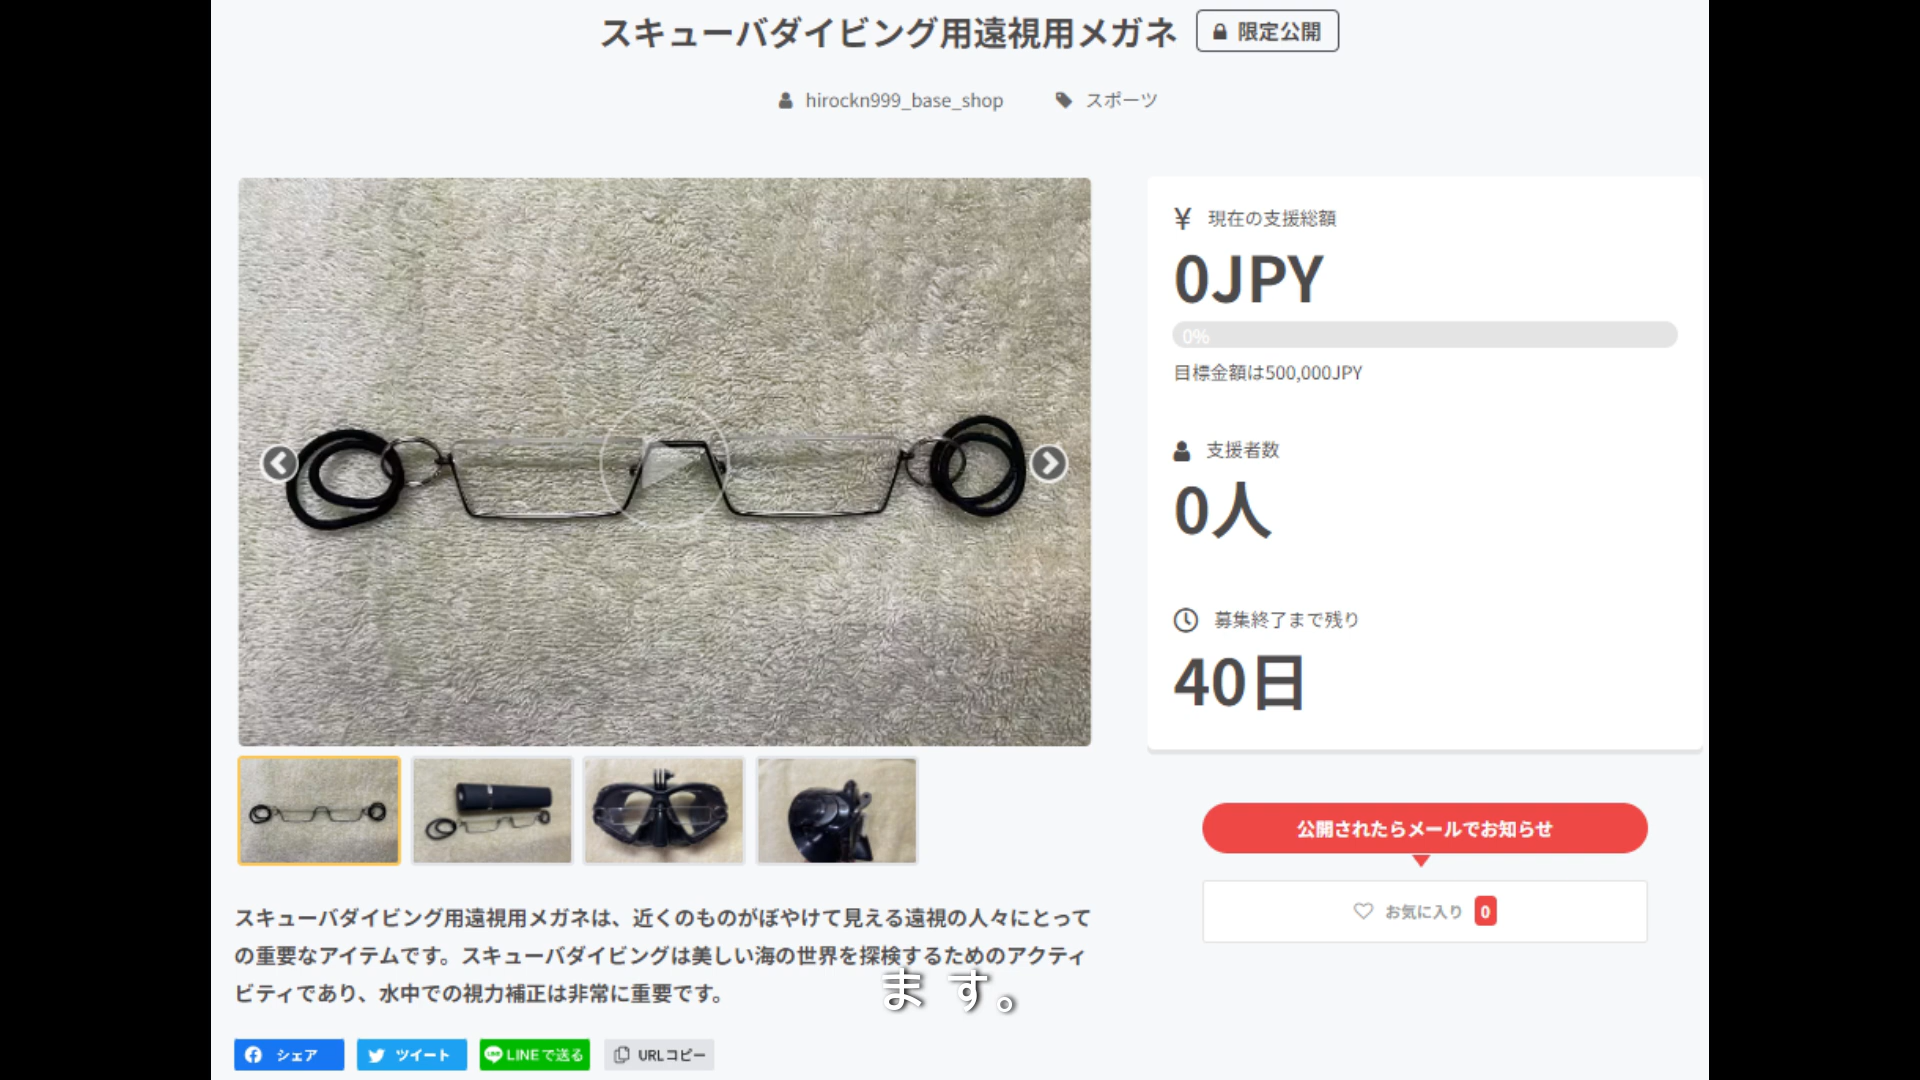 スキューバダイビング用遠視用メガネ
限定公開
hirockn999_base_shop
スポーツ
¥ 現在の支援総額
0JPY
0%
目標金額は500,000JPY
支援者数
0人
募集終了まで残り
40日
公開されたらメールでお知らせ
お気に入り 0
スキューバダイビング用遠視用メガネは、近くのものがぼやけて見える遠視の人々にとって
の重要なアイテムです。スキューバダイビングは美しい海の世界を探検するためのアクティ
ビティであり、水中での視力補正は非常に重要です。
ます。
シェア
ツイート
LINEで送る
URLコピー